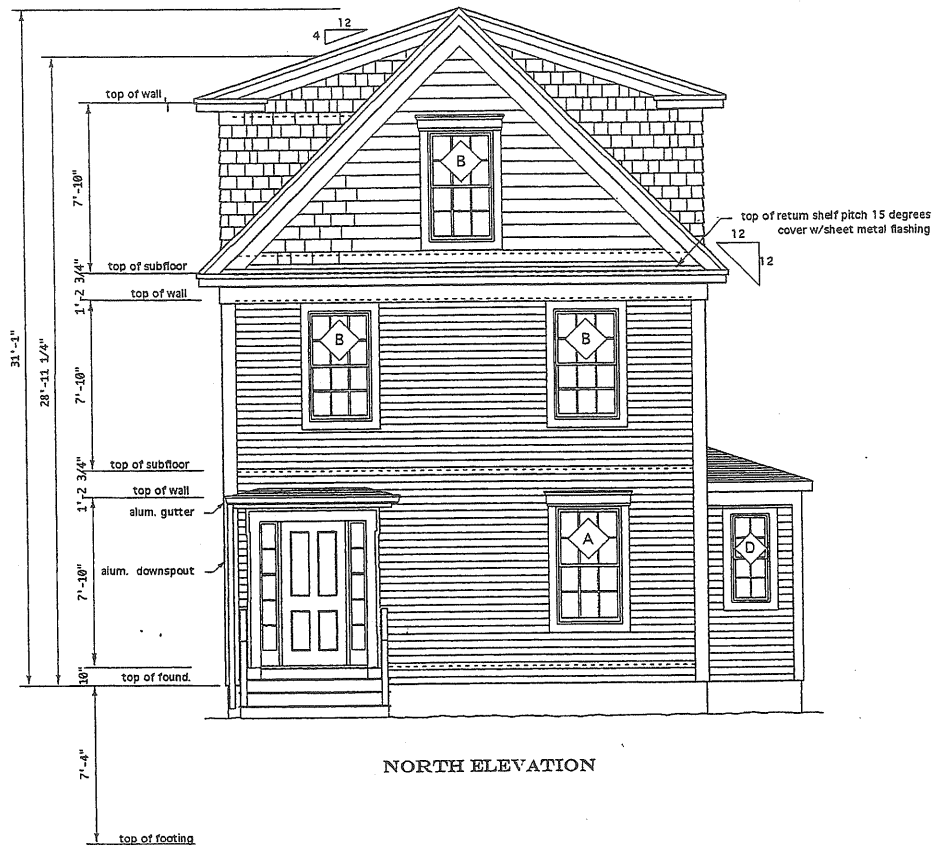 12
4
top of wall
B
7'-10"
top of return shelf pitch 15 degrees
cover w/sheet metal flashing
12
12
top of subfloor
1'-2 3/4"
top of wall
31'-1"
28'-11 1/4"
B
B
7'-10"
top of subfloor
1'-2 3/4"
top of wall
alum. gutter
A
D
alum. downspout
7'-10"
10"
top of found.
7'-4"
NORTH ELEVATION
top of footing